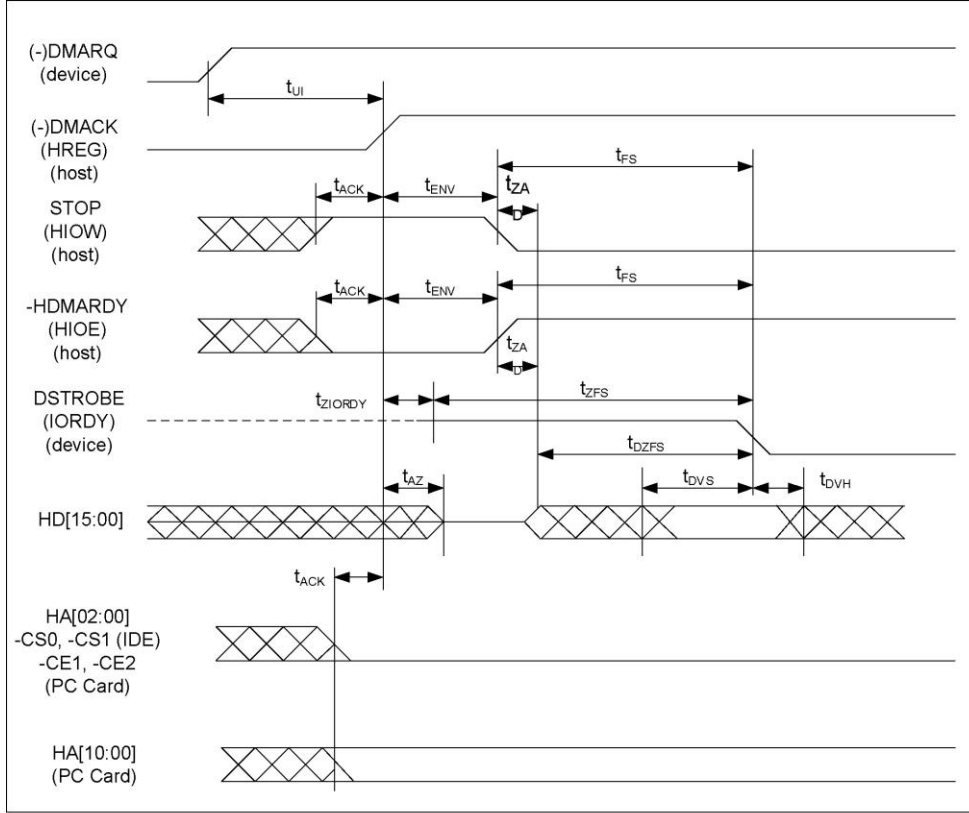 (-)DMARQ
(device)
tUI
(-)DMACK
(HREG)
(host)
tFS
tACK
tENV
tZA
D
STOP
(HIOW)
(host)
tACK
tENV
tFS
-HDMARDY
(HIOE)
(host)
tZA
D
DSTROBE
(IORDY)
(device)
tZIORDY
tZFS
tDZFS
tAZ
tDVS
tDVH
HD[15:00]
tACK
HA[02:00]
-CS0, -CS1 (IDE)
-CE1, -CE2
(PC Card)
HA[10:00]
(PC Card)